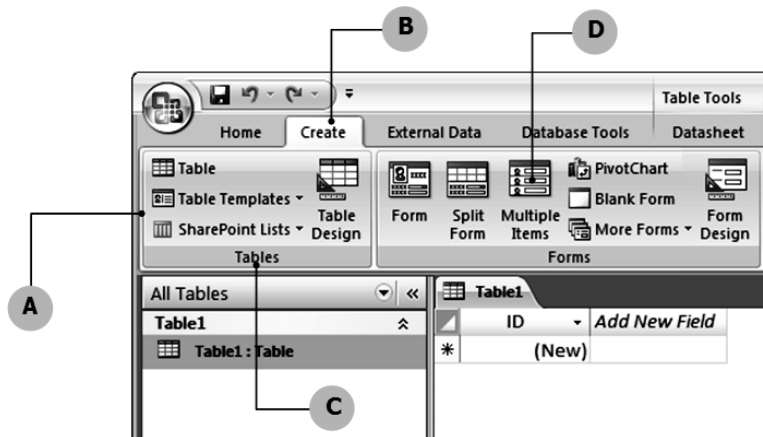 B
D
Table Tools
Home Create External Data Database Tools Datasheet
Table
Table Templates
SharePoint Lists
Table Design
Tables
Form
Split Form
Multiple Items
PivotChart
Blank Form
More Forms
Form Design
Forms
A
All Tables «
Table1
Table1 : Table
Table1
ID Add New Field
* (New)
C